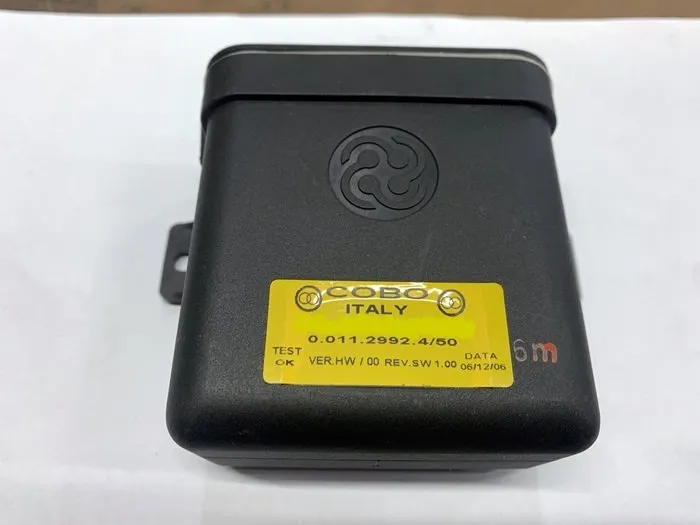 COBO
ITALY
0.011.2992.4/50
TEST OK VER.HW / 00 REV.SW 1.00 DATA 06/12/06
6m